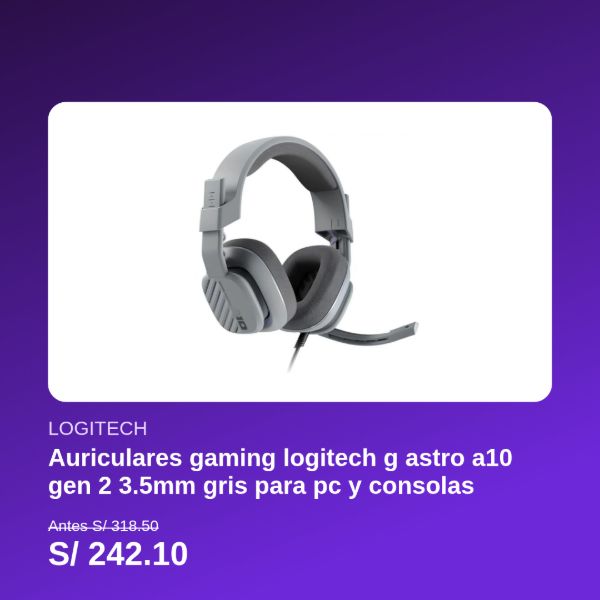 LOGITECH
Auriculares gaming logitech g astro a10
gen 2 3.5mm gris para pc y consolas
Antes S/ 318.50
S/ 242.10